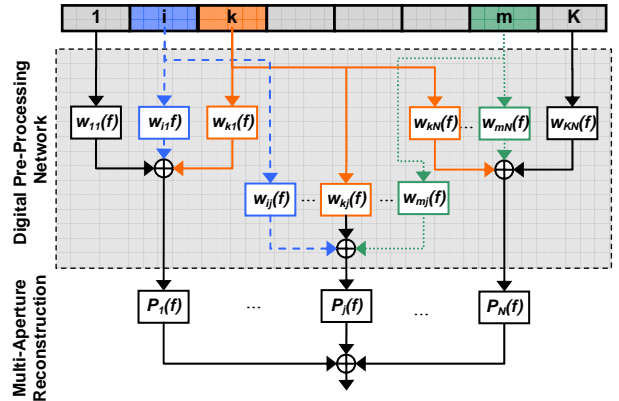 1 i k m K
Digital Pre-Processing
Network
w11(f) wi1f) wk1(f) wkN(f) ... wmN(f) wKN(f)
wij(f) ... wkj(f) ... wmj(f)
Multi-Aperture
Reconstruction
P1(f) ... Pj(f) ... PN(f)